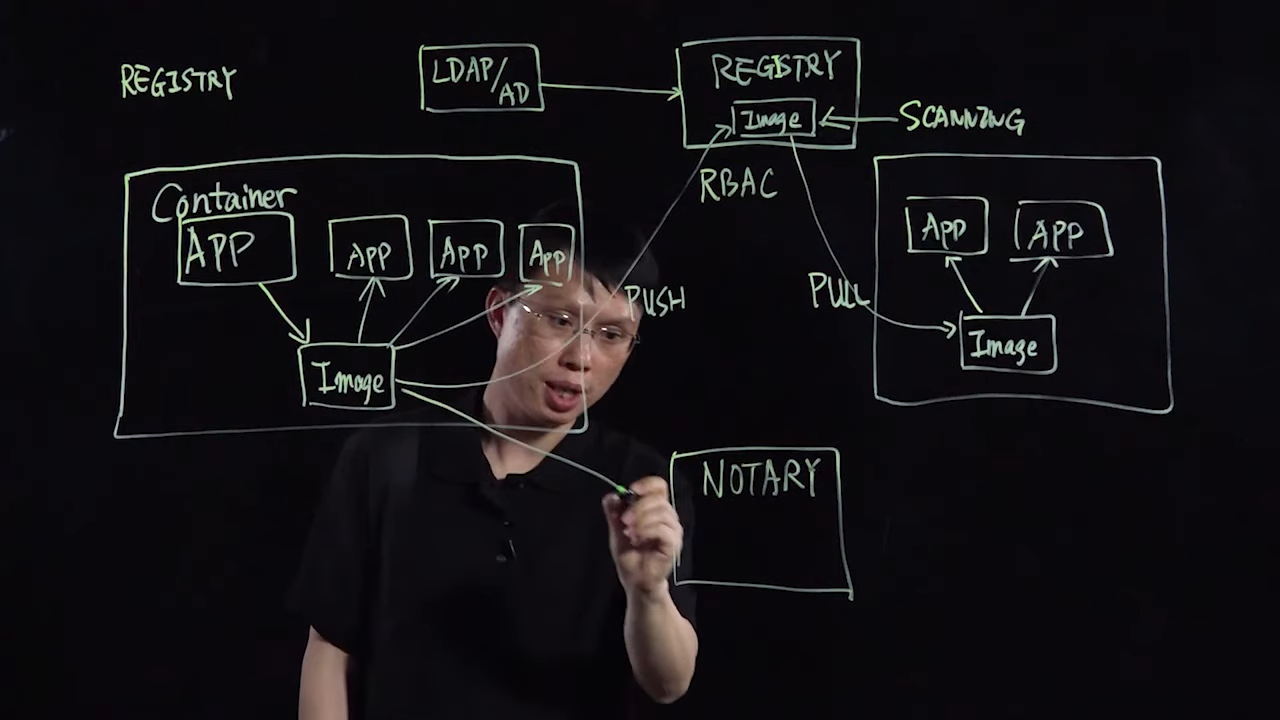 REGISTRY
LDAP/
AD
REGISTRY
Image
SCANNING
RBAC
Container
APP
APP
APP
APP
Image
PUSH
PULL
APP
APP
Image
NOTARY